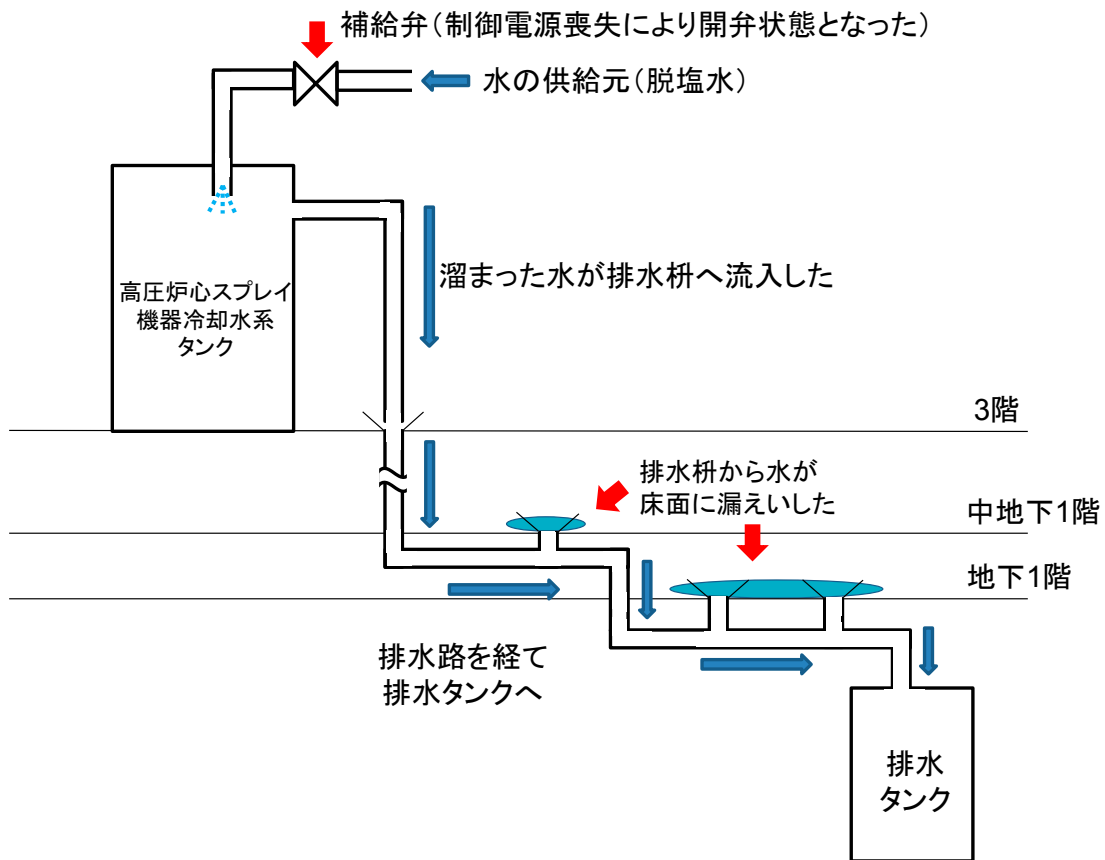 補給弁（制御電源喪失により開弁状態となった）
水の供給元（脱塩水）
溜まった水が排水枡へ流入した
高圧炉心スプレイ
機器冷却水系
タンク
3階
排水枡から水が
床面に漏えいした
中地下1階
地下1階
排水路を経て
排水タンクへ
排水
タンク